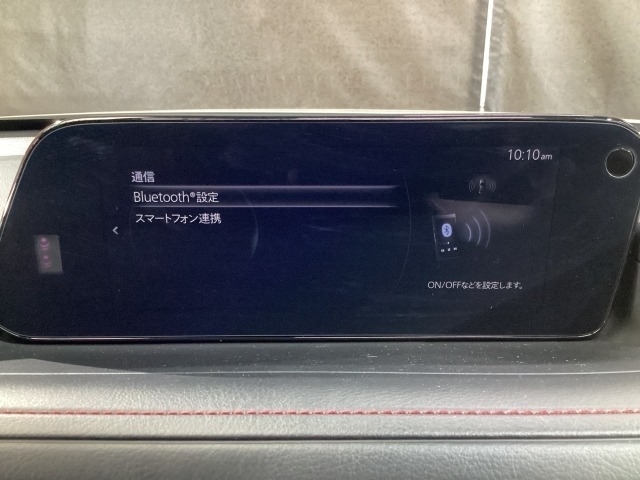 10:10am
通信
Bluetooth®設定
スマートフォン連携
ON/OFFなどを設定します。